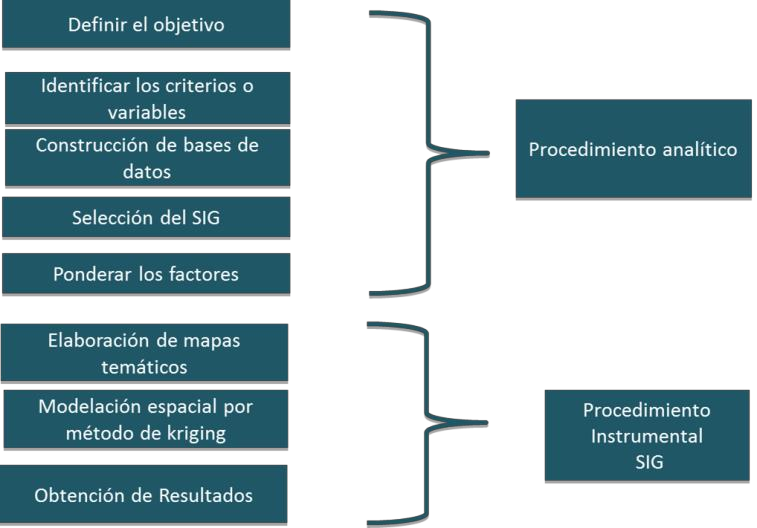 Definir el objetivo
Identificar los criterios o
variables
Construcción de bases de
datos
Selección del SIG
Ponderar los factores
Procedimiento analítico
Elaboración de mapas
temáticos
Modelación espacial por
método de kriging
Obtención de Resultados
Procedimiento
Instrumental
SIG